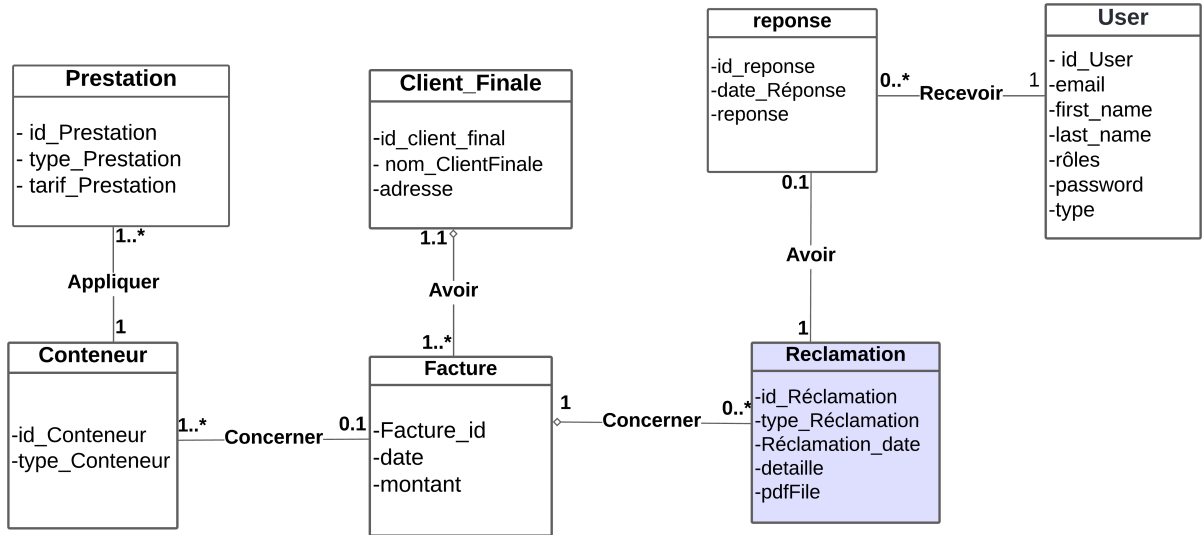 Prestation
- id_Prestation
- type_Prestation
- tarif_Prestation
1..*
Appliquer
1
Conteneur
-id_Conteneur
-type_Conteneur
1..*
Concerner
0.1
Client_Finale
-id_client_final
- nom_ClientFinale
-adresse
1.1
Avoir
1..*
Facture
-Facture_id
-date
-montant
1
Concerner
0..*
reponse
-id_reponse
-date_Réponse
-reponse
0..*
Recevoir
1
User
- id_User
-email
-first_name
-last_name
-rôles
-password
-type
0.1
Avoir
1
Reclamation
-id_Réclamation
-type_Réclamation
-Réclamation_date
-detaille
-pdfFile